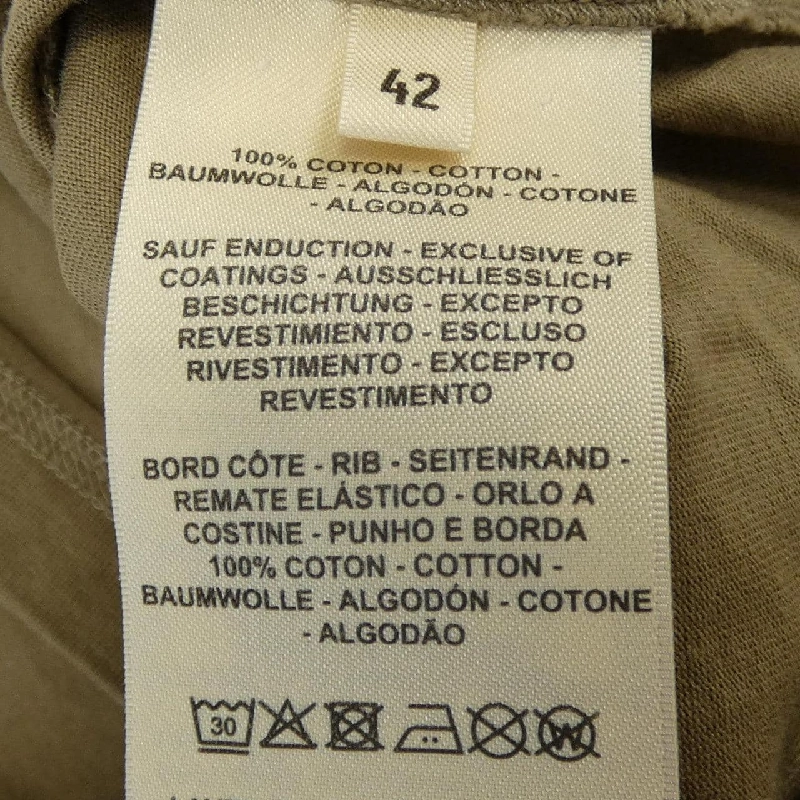 42
100% COTON - COTTON -
BAUMWOLLE - ALGODÓN - COTONE
- ALGODÃO
SAUF ENDUCTION - EXCLUSIVE OF
COATINGS - AUSSCHLIESSLICH
BESCHICHTUNG - EXCEPTO
REVESTIMIENTO - ESCLUSO
RIVESTIMENTO - EXCEPTO
REVESTIMENTO
BORD CÔTE - RIB - SEITENRAND -
REMATE ELÁSTICO - ORLO A
COSTINE - PUNHO E BORDA
100% COTON - COTTON -
BAUMWOLLE - ALGODÓN - COTONE
- ALGODÃO
30
W